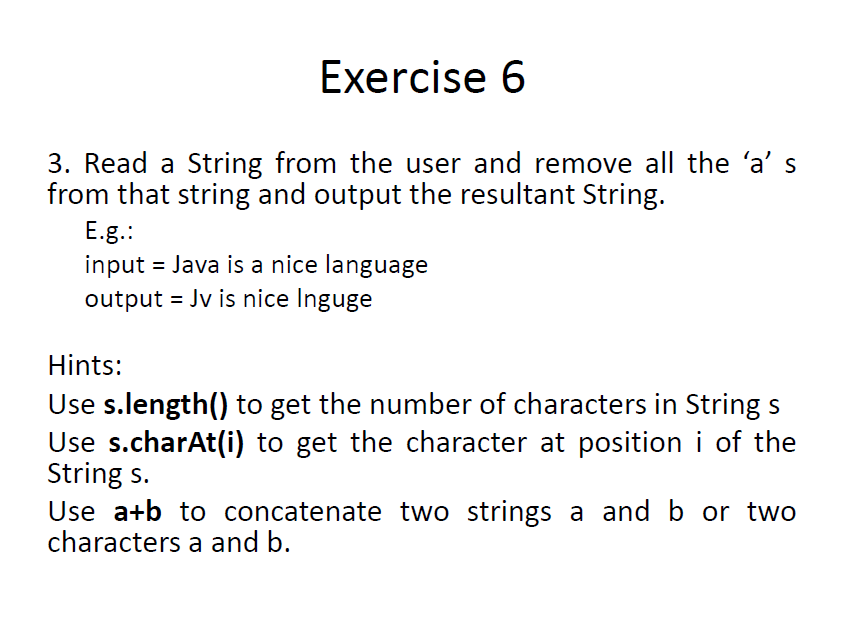 Exercise 6
3. Read a String from the user and remove all the ‘a’ s
from that string and output the resultant String.
E.g.:
input = Java is a nice language
output = Jv is nice lnguge
Hints:
Use s.length() to get the number of characters in String s
Use s.charAt(i) to get the character at position i of the
String s.
Use a+b to concatenate two strings a and b or two
characters a and b.